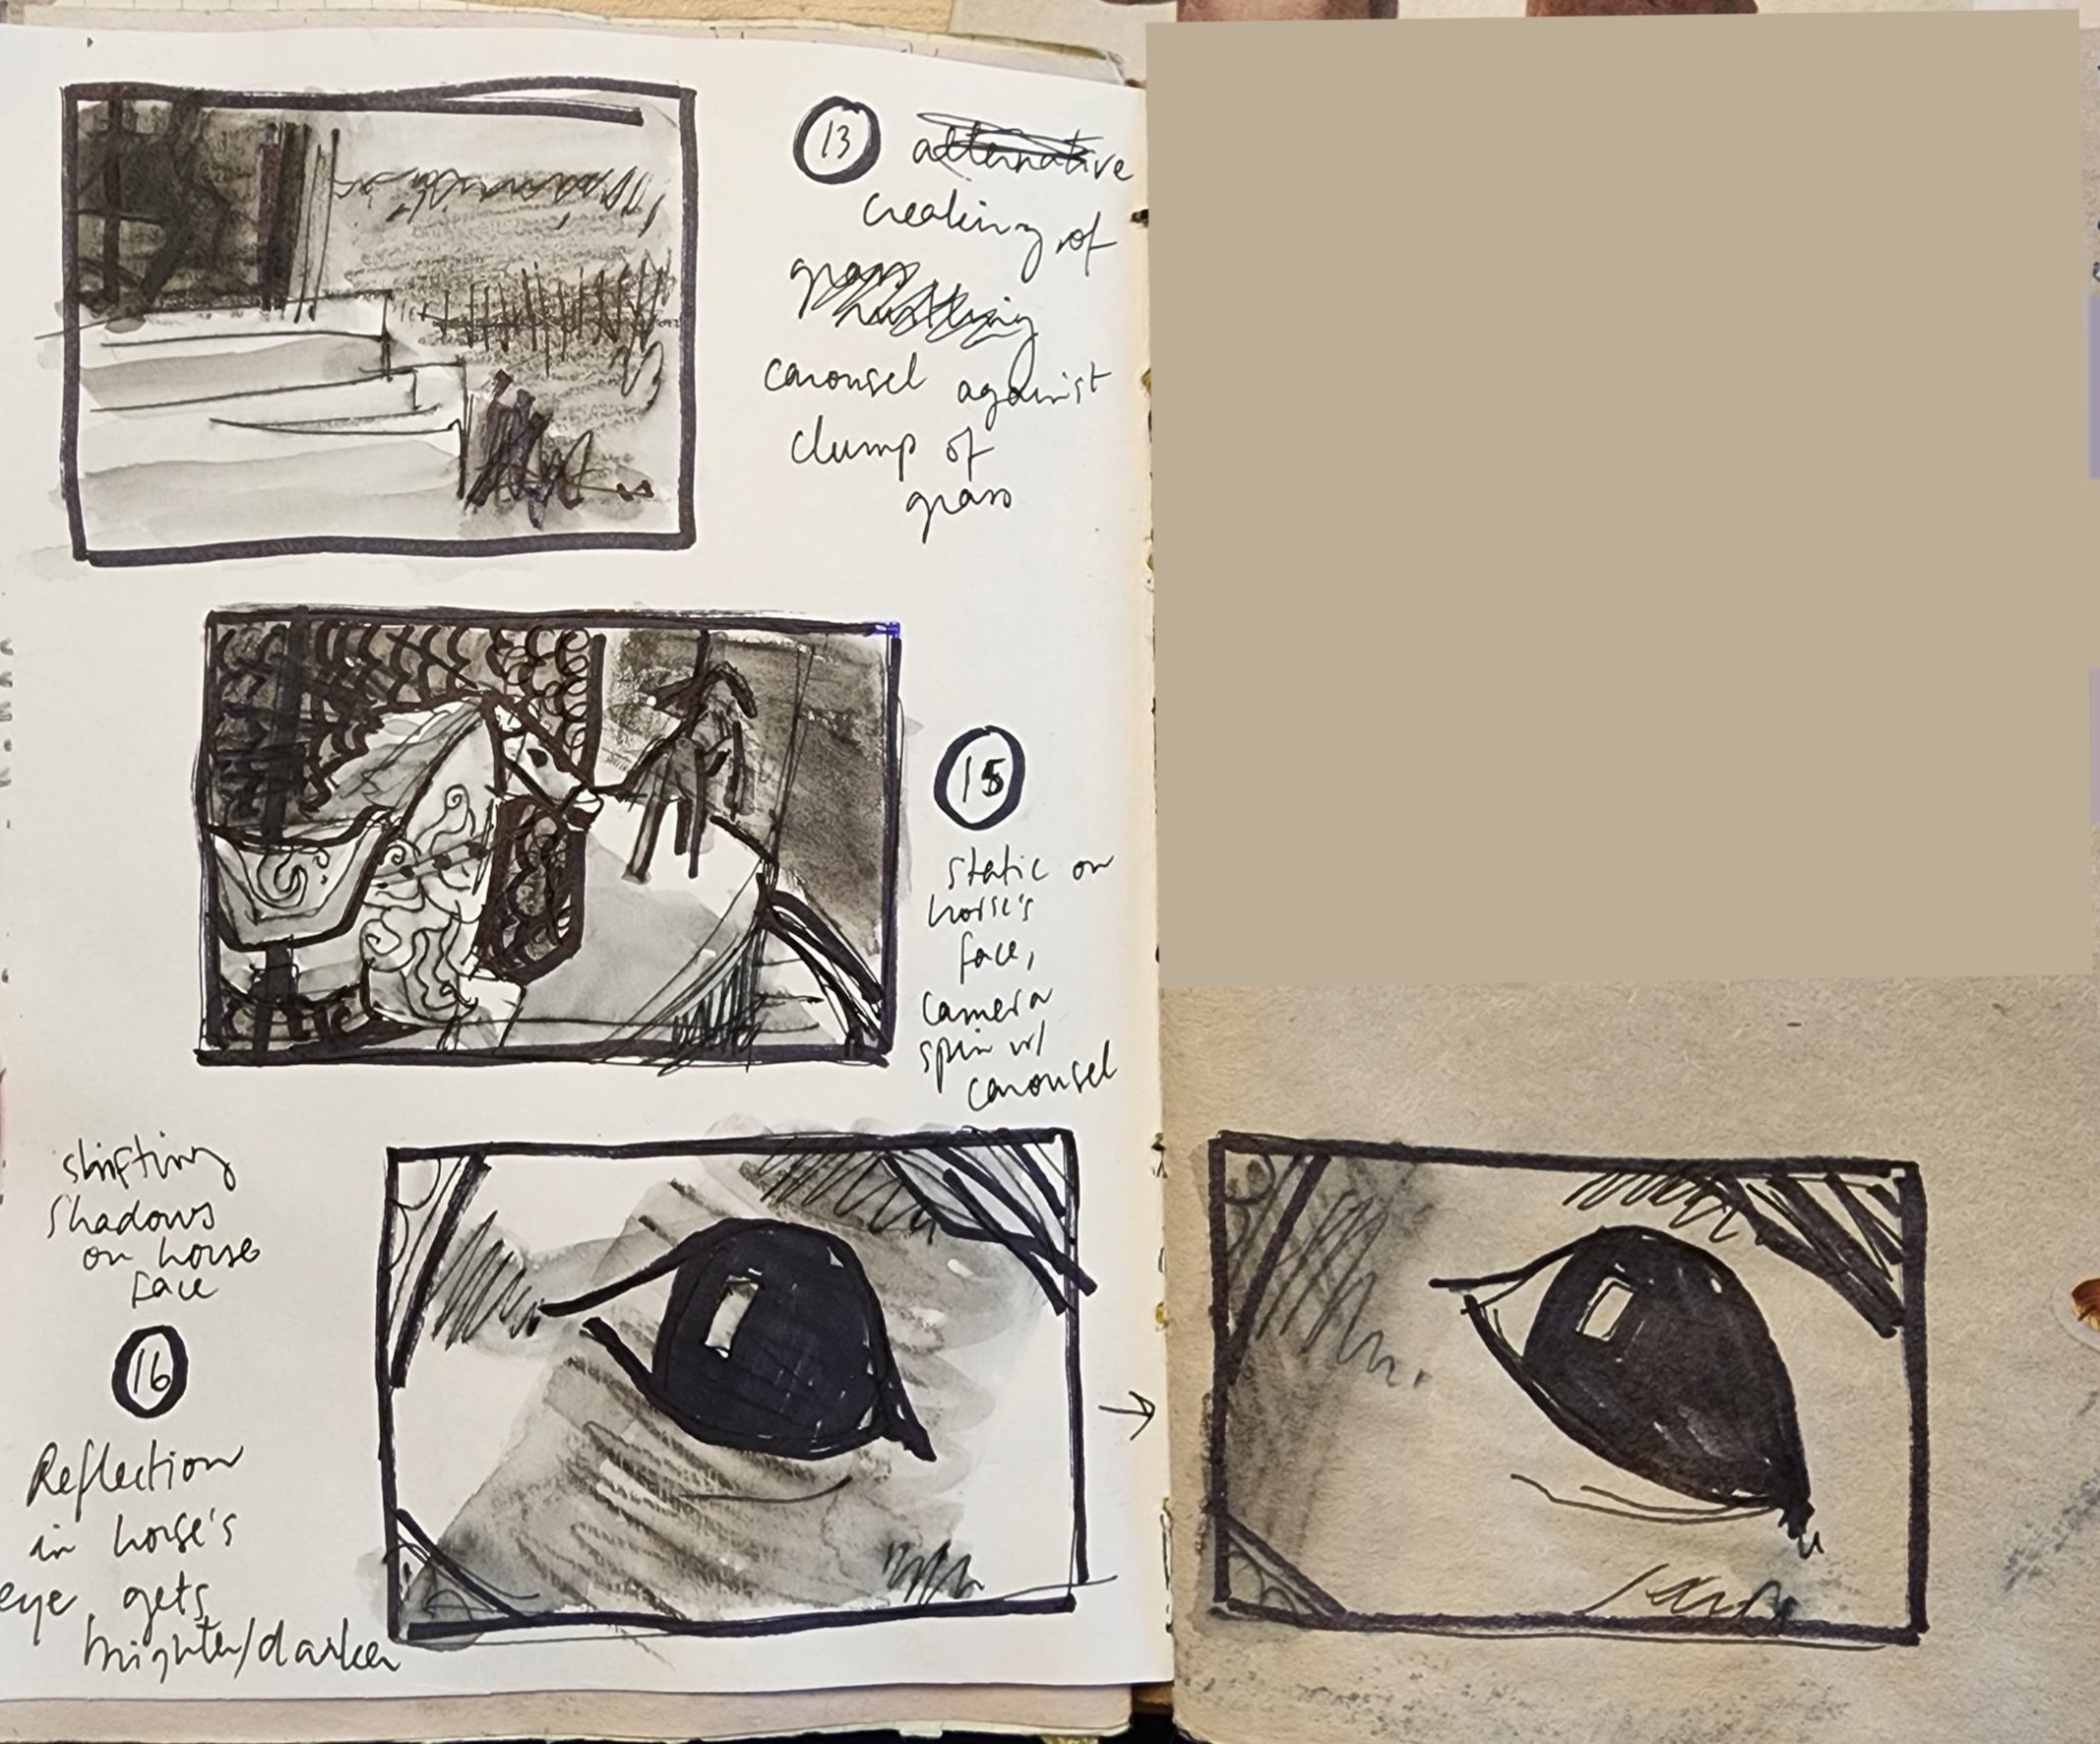 13 alternative
creaking of
grass
rustling
carousel against
clump of
grass
15
static on
horse's
face,
camera
spin w/
carousel
shifting
shadows
on horse
face
16
Reflection
in horse's
eye gets
brighter/darker